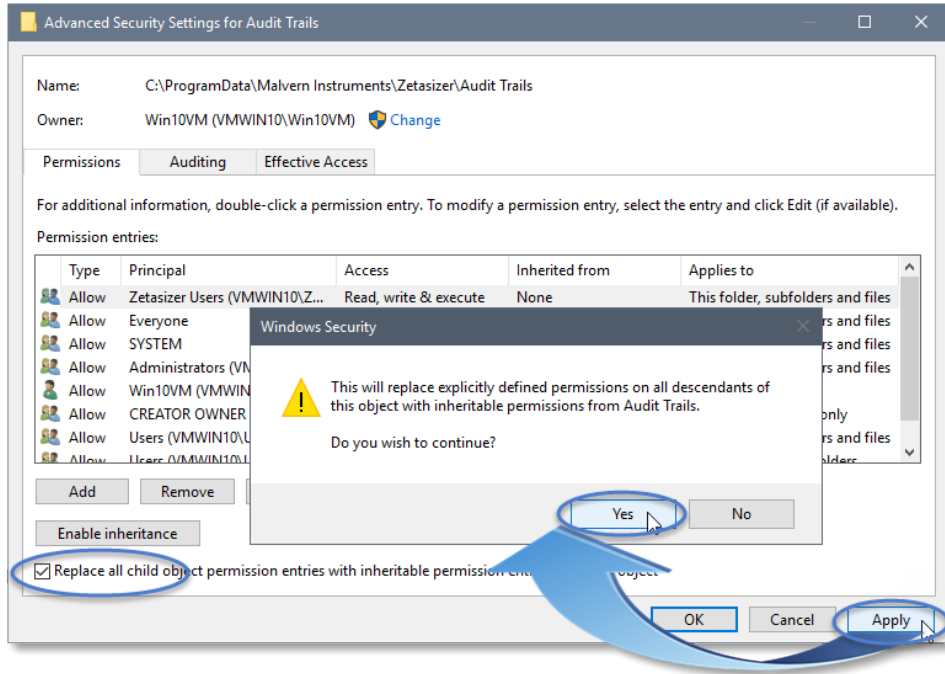 Advanced Security Settings for Audit Trails
Name: C:\ProgramData\Malvern Instruments\Zetasizer\Audit Trails
Owner: Win10VM (VMWIN10\Win10VM) Change
Permissions Auditing Effective Access
For additional information, double-click a permission entry. To modify a permission entry, select the entry and click Edit (if available).
Permission entries:
Type Principal Access Inherited from Applies to
Allow Zetasizer Users (VMWIN10\Z... Read, write & execute None This folder, subfolders and files
Allow Everyone rs and files
Allow SYSTEM rs and files
Allow Administrators (VM rs and files
Allow Win10VM (VMWIN
Allow CREATOR OWNER only
Allow Users (VMWIN10\U rs and files
Allow Users (VMWIN10\U
Windows Security
This will replace explicitly defined permissions on all descendants of
this object with inheritable permissions from Audit Trails.
Do you wish to continue?
Yes No
Add Remove
Enable inheritance
Replace all child object permission entries with inheritable permission object
OK Cancel Apply